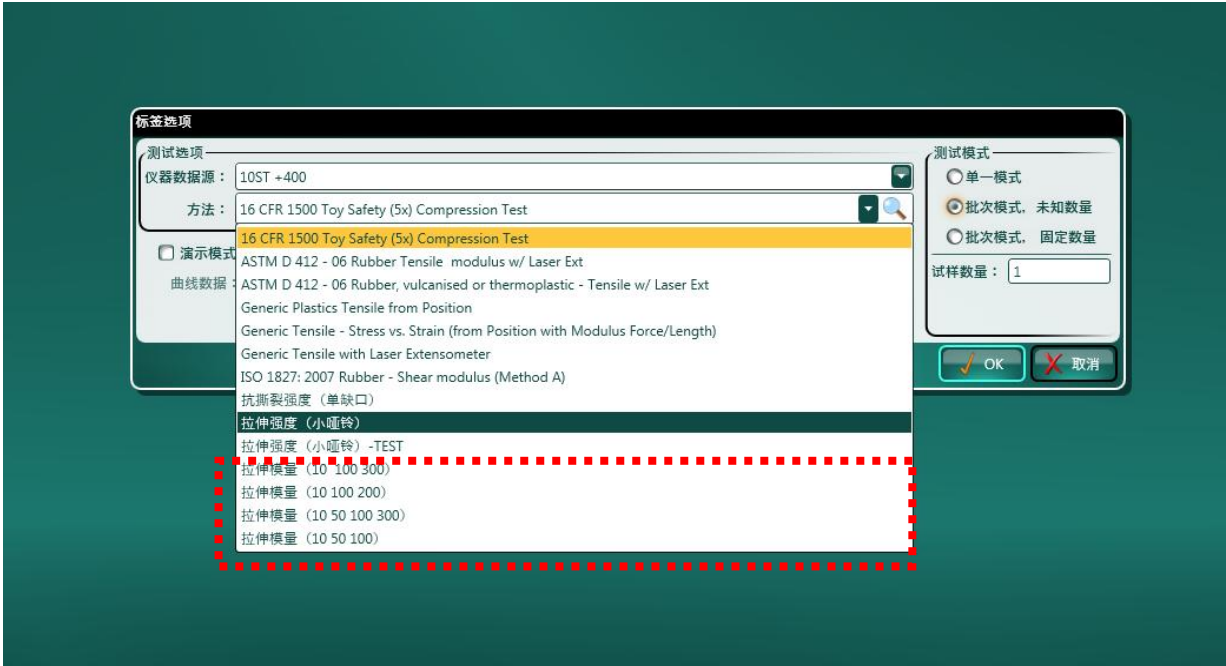 标签选项
测试选项
仪器数据源： 10ST +400
方法： 16 CFR 1500 Toy Safety (5x) Compression Test
16 CFR 1500 Toy Safety (5x) Compression Test
ASTM D 412 - 06 Rubber Tensile  modulus w/ Laser Ext
ASTM D 412 - 06 Rubber, vulcanised or thermoplastic - Tensile w/ Laser Ext
Generic Plastics Tensile from Position
Generic Tensile - Stress vs. Strain (from Position with Modulus Force/Length)
Generic Tensile with Laser Extensometer
ISO 1827: 2007 Rubber - Shear modulus (Method A)
抗撕裂强度（单缺口）
拉伸强度（小哑铃）
拉伸强度（小哑铃）-TEST
拉伸模量（10  100 300）
拉伸模量（10 100 200）
拉伸模量（10 50 100 300）
拉伸模量（10 50 100）
演示模式
曲线数据：
测试模式
单一模式
批次模式, 未知数量
批次模式, 固定数量
试样数量： 1
OK
取消